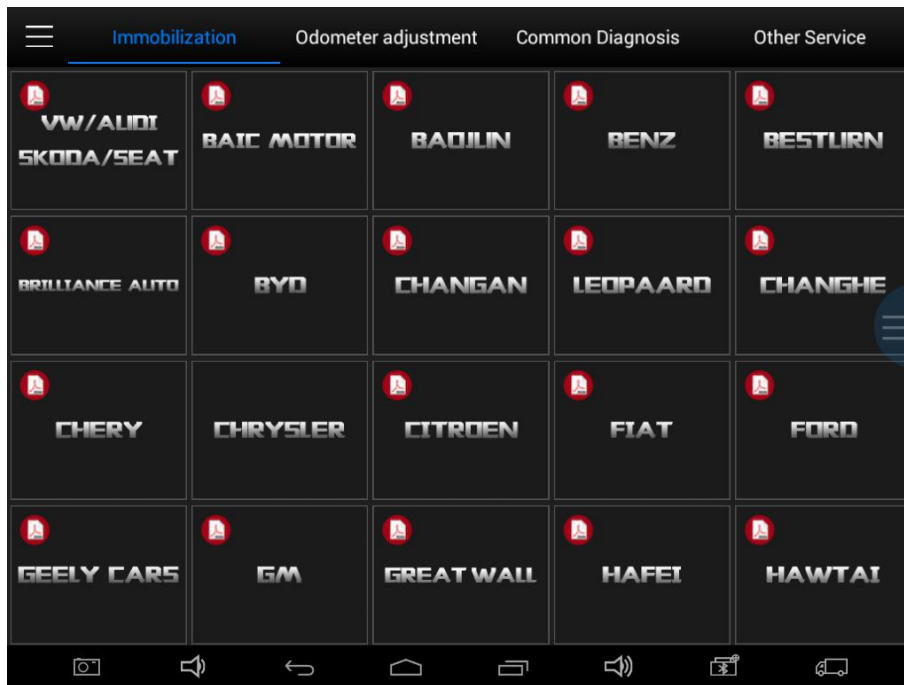 Immobilization Odometer adjustment Common Diagnosis Other Service
VW/AUDI
SKODA/SEAT
BAIC MOTOR
BAOJUN
BENZ
BESTURN
BRILLIANCE AUTO
BYD
CHANGAN
LEOPAARD
CHANGHE
CHERY
CHRYSLER
CITROEN
FIAT
FORD
GEELY CARS
GM
GREAT WALL
HAFEI
HAWTAI